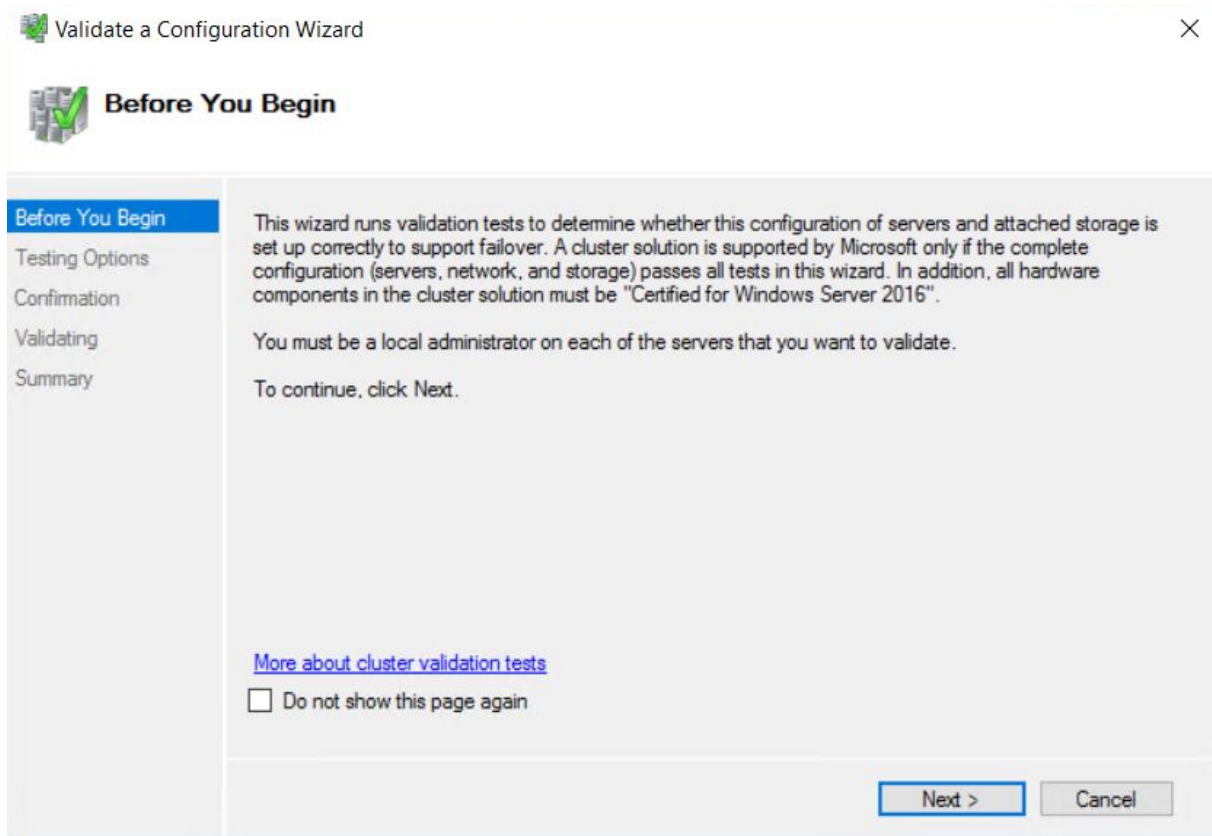 Validate a Configuration Wizard
Before You Begin
Before You Begin
Testing Options
Confirmation
Validating
Summary
This wizard runs validation tests to determine whether this configuration of servers and attached storage is
set up correctly to support failover. A cluster solution is supported by Microsoft only if the complete
configuration (servers, network, and storage) passes all tests in this wizard. In addition, all hardware
components in the cluster solution must be "Certified for Windows Server 2016".
You must be a local administrator on each of the servers that you want to validate.
To continue, click Next.
More about cluster validation tests
Do not show this page again
Next >
Cancel